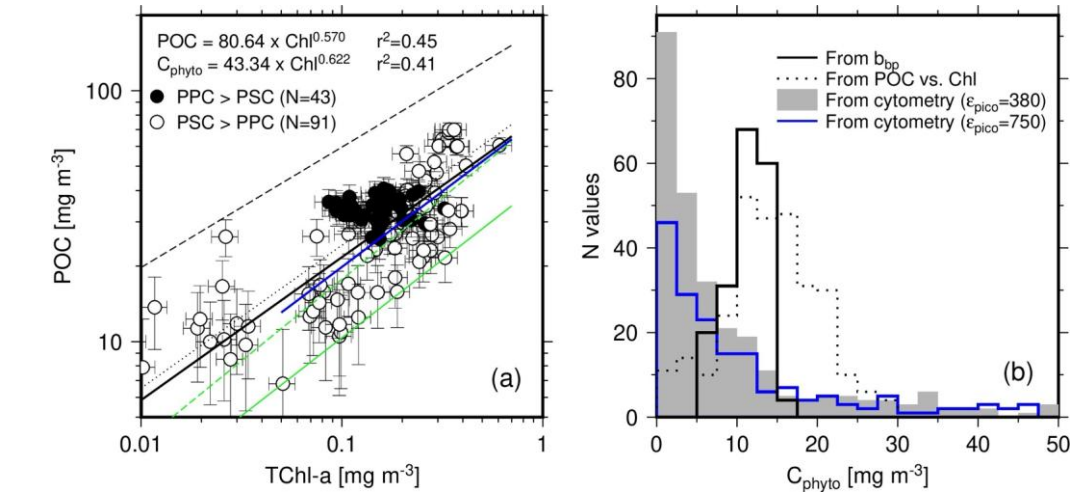 POC = 80.64 x Chl^0.570 r²=0.45
C_phyto = 43.34 x Chl^0.622 r²=0.41
PPC > PSC (N=43)
PSC > PPC (N=91)
100
10
POC [mg m⁻³]
(a)
0.01 0.1 1
TChl-a [mg m⁻³]
From b_bp
From POC vs. Chl
From cytometry (ε_pico=380)
From cytometry (ε_pico=750)
80
60
40
20
0
N values
(b)
0 10 20 30 40 50
C_phyto [mg m⁻³]
200